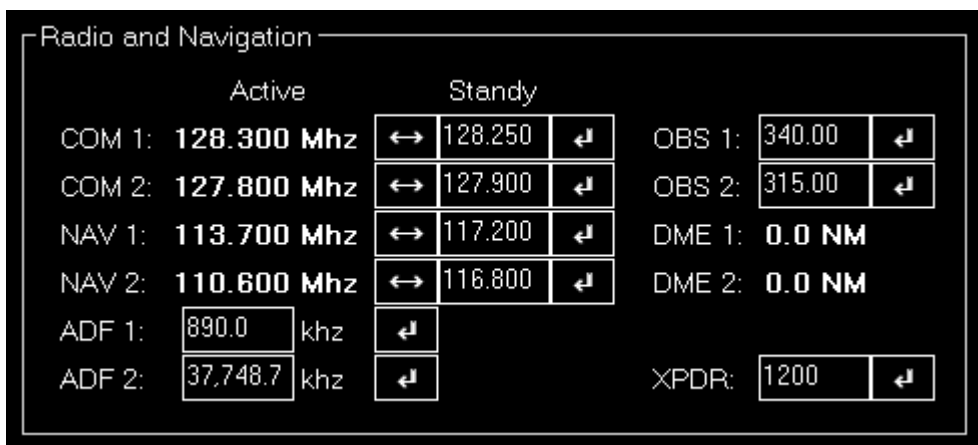 Radio and Navigation
Active Standy
COM 1: 128.300 Mhz 128.250 OBS 1: 340.00
COM 2: 127.800 Mhz 127.900 OBS 2: 315.00
NAV 1: 113.700 Mhz 117.200 DME 1: 0.0 NM
NAV 2: 110.600 Mhz 116.800 DME 2: 0.0 NM
ADF 1: 890.0 khz
ADF 2: 37,748.7 khz XPDR: 1200